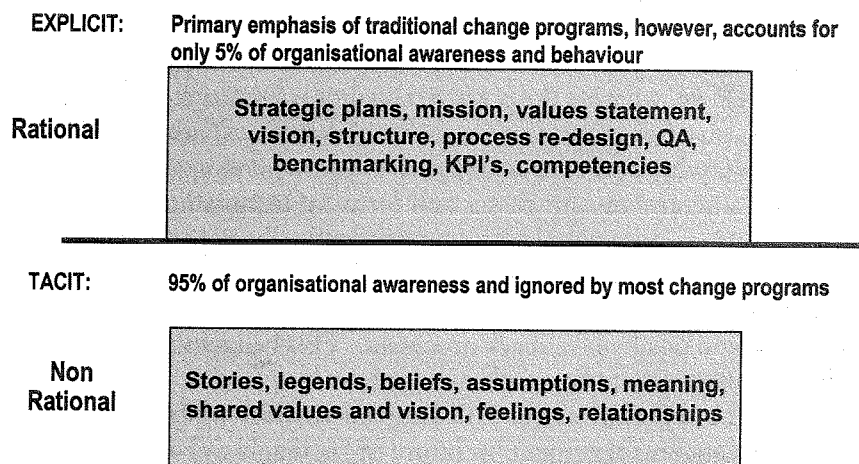 EXPLICIT:
Primary emphasis of traditional change programs, however, accounts for
only 5% of organisational awareness and behaviour
Rational
Strategic plans, mission, values statement,
vision, structure, process re-design, QA,
benchmarking, KPI's, competencies
TACIT:
95% of organisational awareness and ignored by most change programs
Non
Rational
Stories, legends, beliefs, assumptions, meaning,
shared values and vision, feelings, relationships